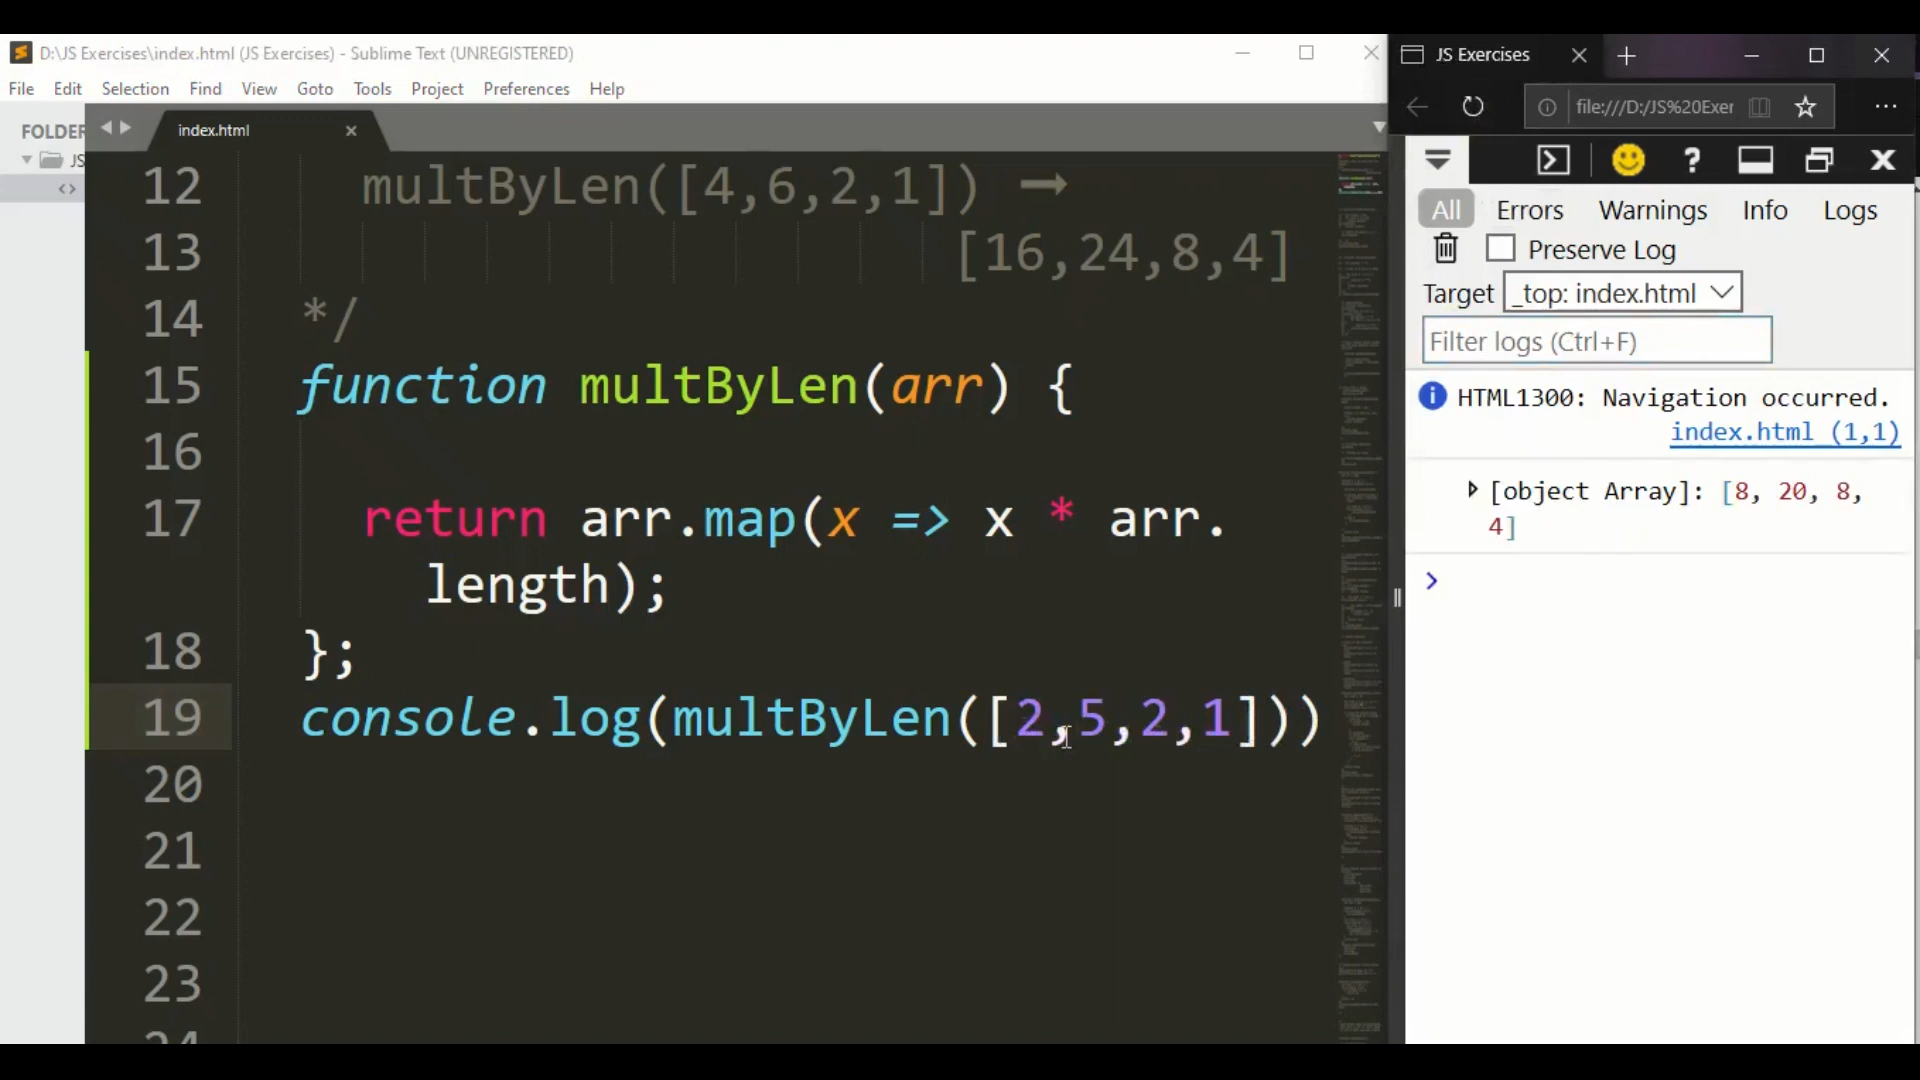 D:\JS Exercises\index.html (JS Exercises) - Sublime Text (UNREGISTERED)
File Edit Selection Find View Goto Tools Project Preferences Help
FOLDER
JS
index.html
12 multByLen([4,6,2,1]) ➞
13 [16,24,8,4]
14 */
15 function multByLen(arr) {
16
17 return arr.map(x => x * arr.
length);
18 };
19 console.log(multByLen([2,5,2,1]))
20
21
22
23
24
JS Exercises
file:///D:/JS%20Exer
All Errors Warnings Info Logs
Preserve Log
Target _top: index.html
Filter logs (Ctrl+F)
HTML1300: Navigation occurred.
index.html (1,1)
[object Array]: [8, 20, 8,
4]